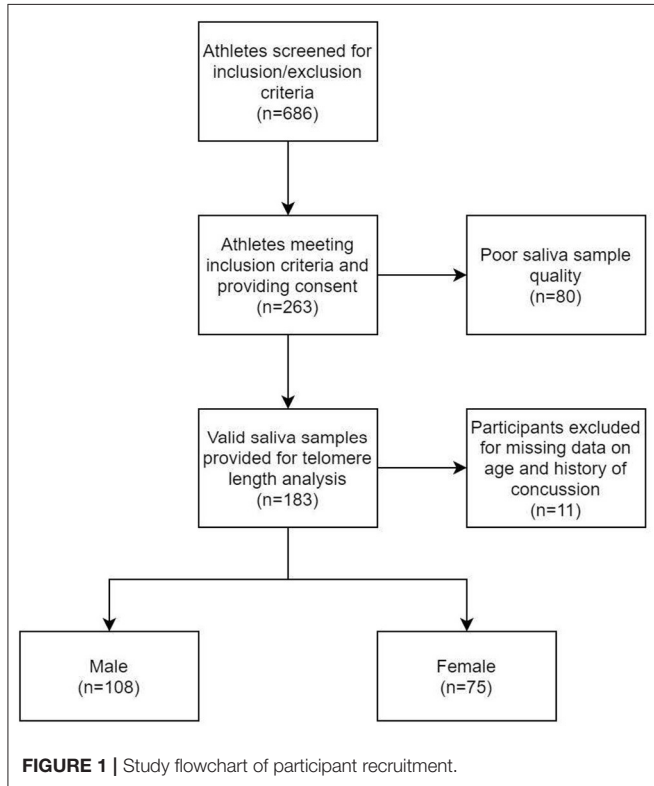 Athletes screened for
inclusion/exclusion
criteria
(n=686)
Athletes meeting
inclusion criteria and
providing consent
(n=263)
Poor saliva sample
quality
(n=80)
Valid saliva samples
provided for telomere
length analysis
(n=183)
Participants excluded
for missing data on
age and history of
concussion
(n=11)
Male
(n=108)
Female
(n=75)
FIGURE 1 | Study flowchart of participant recruitment.